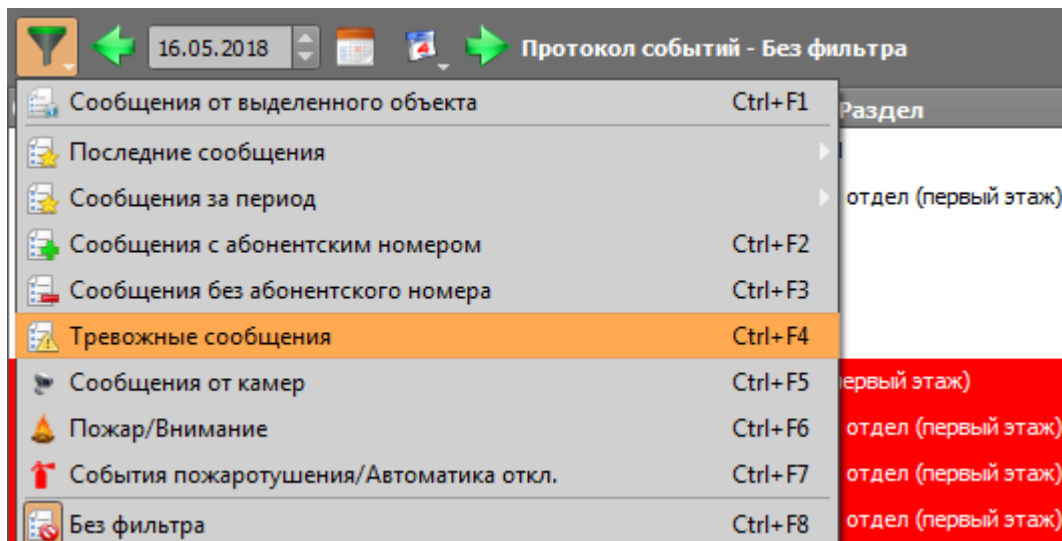 16.05.2018 4 Протокол событий - Без фильтра
Сообщения от выделенного объекта Ctrl+F1 Раздел
Последние сообщения
Сообщения за период отдел (первый этаж)
Сообщения с абонентским номером Ctrl+F2
Сообщения без абонентского номера Ctrl+F3
Тревожные сообщения Ctrl+F4
Сообщения от камер Ctrl+F5 этаж)
Пожар/Внимание Ctrl+F6 отдел (первый этаж)
События пожаротушения/Автоматика откл. Ctrl+F7 отдел (первый этаж)
Без фильтра Ctrl+F8 отдел (первый этаж)